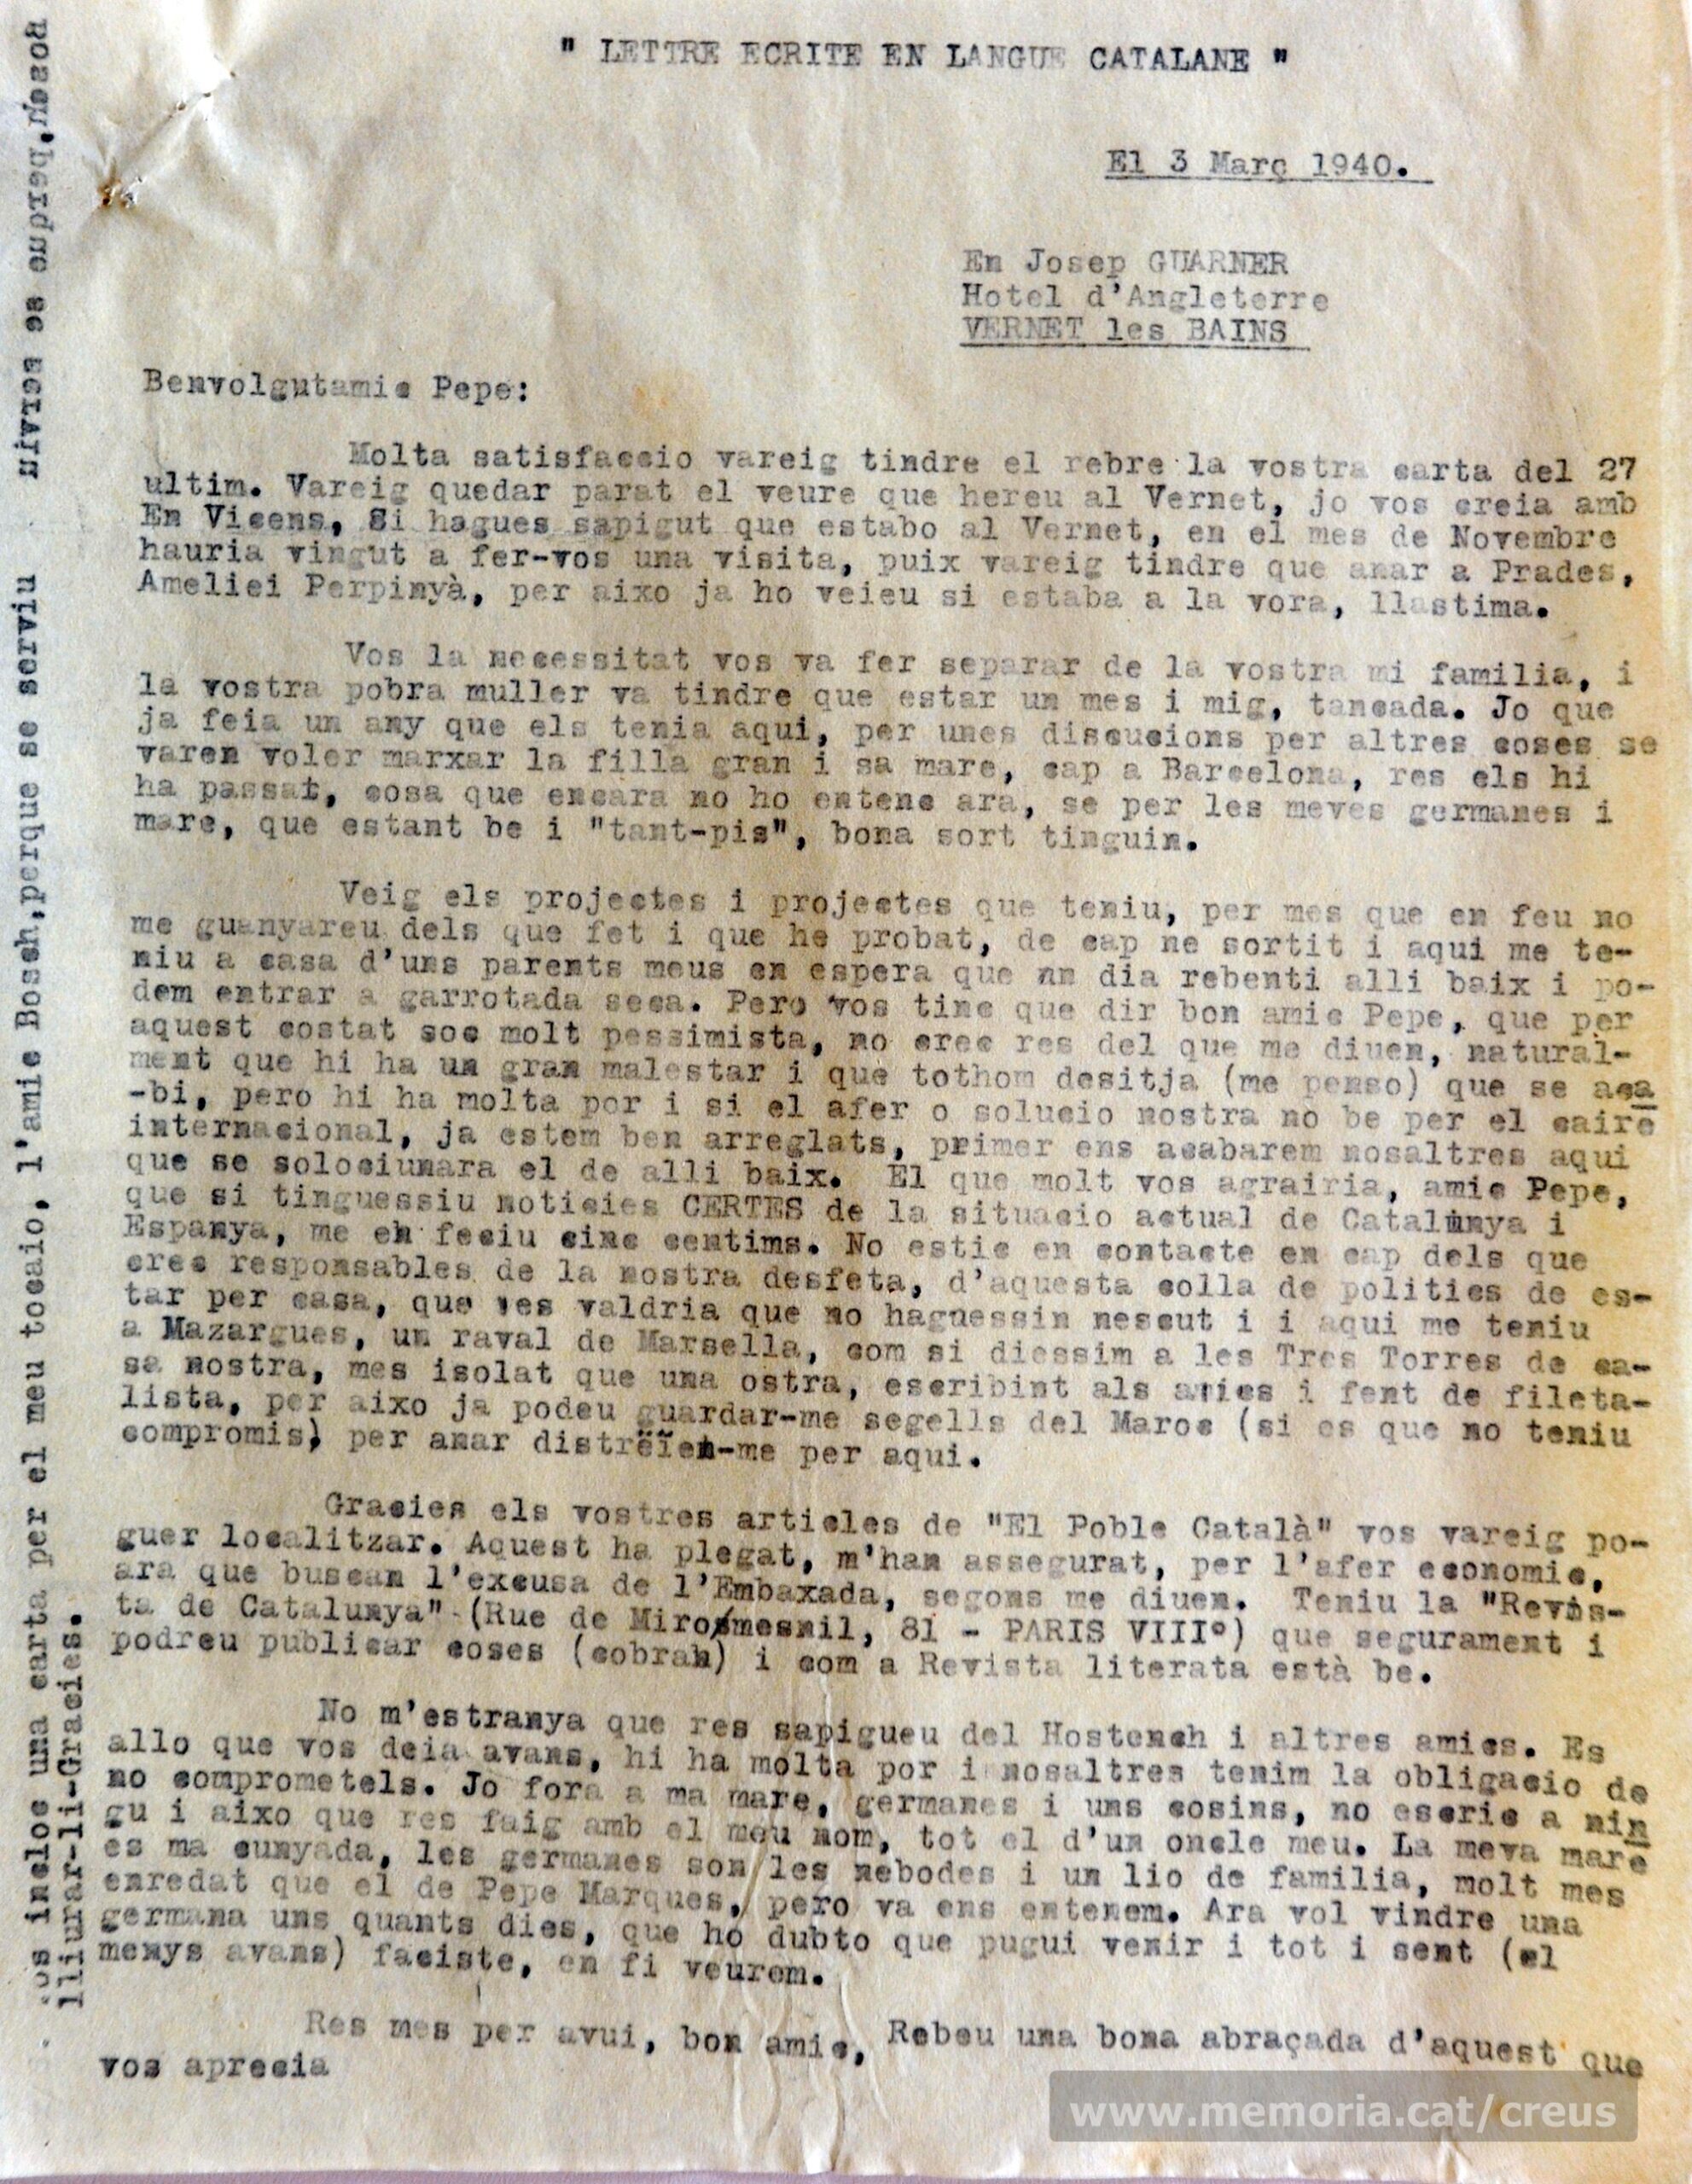 " LETTRE ECRITE EN LANGUE CATALANE "
El 3 Març 1940.
En Josep GUARNER
Hotel d'Angleterre
VERNET les BAINS
Benvolgutamic Pepe:
Molta satisfaccio vareig tindre el rebre la vostra carta del 27
ultim. Vareig quedar parat el veure que hereu al Vernet, jo vos creia amb
En Vicens, Si hagues sapigut que estabo al Vernet, en el mes de Novembre
hauria vingut a fer-vos una visita, puix vareig tindre que anar a Prades,
Ameliei Perpinyà, per aixo ja ho veieu si estaba a la vora, llastima.
Vos la necessitat vos va fer separar de la vostra mi familia, i
la vostra pobra muller va tindre que estar un mes i mig, tancada. Jo que
ja feia un any que els tenia aqui, per unes discucions per altres coses se
varen voler marxar la filla gran i sa mare, cap a Barcelona, res els hi
ha passat, cosa que encara no ho entenc ara, se per les meves germanes i
mare, que estant be i "tant-pis", bona sort tinguin.
Veig els projectes i projectes que teniu, per mes que en feu no
me guanyareu dels que fet i que he probat, de cap ne sortit i aqui me te-
niu a casa d'uns parents meus en espera que nn dia rebenti alli baix i po-
dem entrar a garrotada seca. Pero vos tinc que dir bon amic Pepe, que per
aquest costat soc molt pessimista, no crec res del que me diuen, natural-
ment que hi ha un gran malestar i que tothom desitja (me penso) que se aca
-bi, pero hi ha molta por i si el afer o solucio nostra no be per el caire
internacional, ja estem ben arreglats, primer ens acabarem nosaltres aqui
que se solociunara el de alli baix. El que molt vos agrairia, amic Pepe,
que si tinguessiu noticies CERTES de la situacio actual de Catalunya i
Espanya, me en feciu cinc centims. No estic en contacte en cap dels que
crec responsables de la nostra desfeta, d'aquesta colla de politics de es-
tar per casa, que mes valdria que no haguessin nescut i i aqui me teniu
a Mazargues, un raval de Marsella, com si diessim a les Tres Torres de ca-
sa nostra, mes isolat que una ostra, escribint als amics i fent de fileta-
lista, per aixo ja podeu guardar-me segells del Maroc (si es que no teniu
compromis) per anar distrëien-me per aqui.
Gracies els vostres articles de "El Poble Català" vos vareig po-
guer localitzar. Aquest ha plegat, m'han assegurat, per l'afer economic,
ara que buscan l'excusa de l'Embaxada, segons me diuen. Teniu la "Revis-
ta de Catalunya" (Rue de Miromesnil, 81 - PARIS VIIIº) que segurament i
podreu publicar coses (cobran) i com a Revista literata està be.
No m'estranya que res sapigueu del Hostench i altres amics. Es
allo que vos deia avans, hi ha molta por i nosaltres tenim la obligacio de
no comprometels. Jo fora a ma mare, germanes i uns cosins, no escric a nin
gu i aixo que res faig amb el meu nom, tot el d'un oncle meu. La meva mare
es ma cunyada, les germanes son les nebodes i un lio de familia, molt mes
enredat que el de Pepe Marques, pero va ens entenem. Ara vol vindre una
germana uns quants dies, que ho dubto que pugui venir i tot i sent (el
menys avans) faciste, en fi veurem.
Res mes per avui, bon amic, Rebeu una bona abraçada d'aquest que
vos aprecia
Vos incloc una carta per el meu tocaio, l'amic Bosch,perque se serviu
lliurar-li-Gracies.
www.memoria.cat/creus